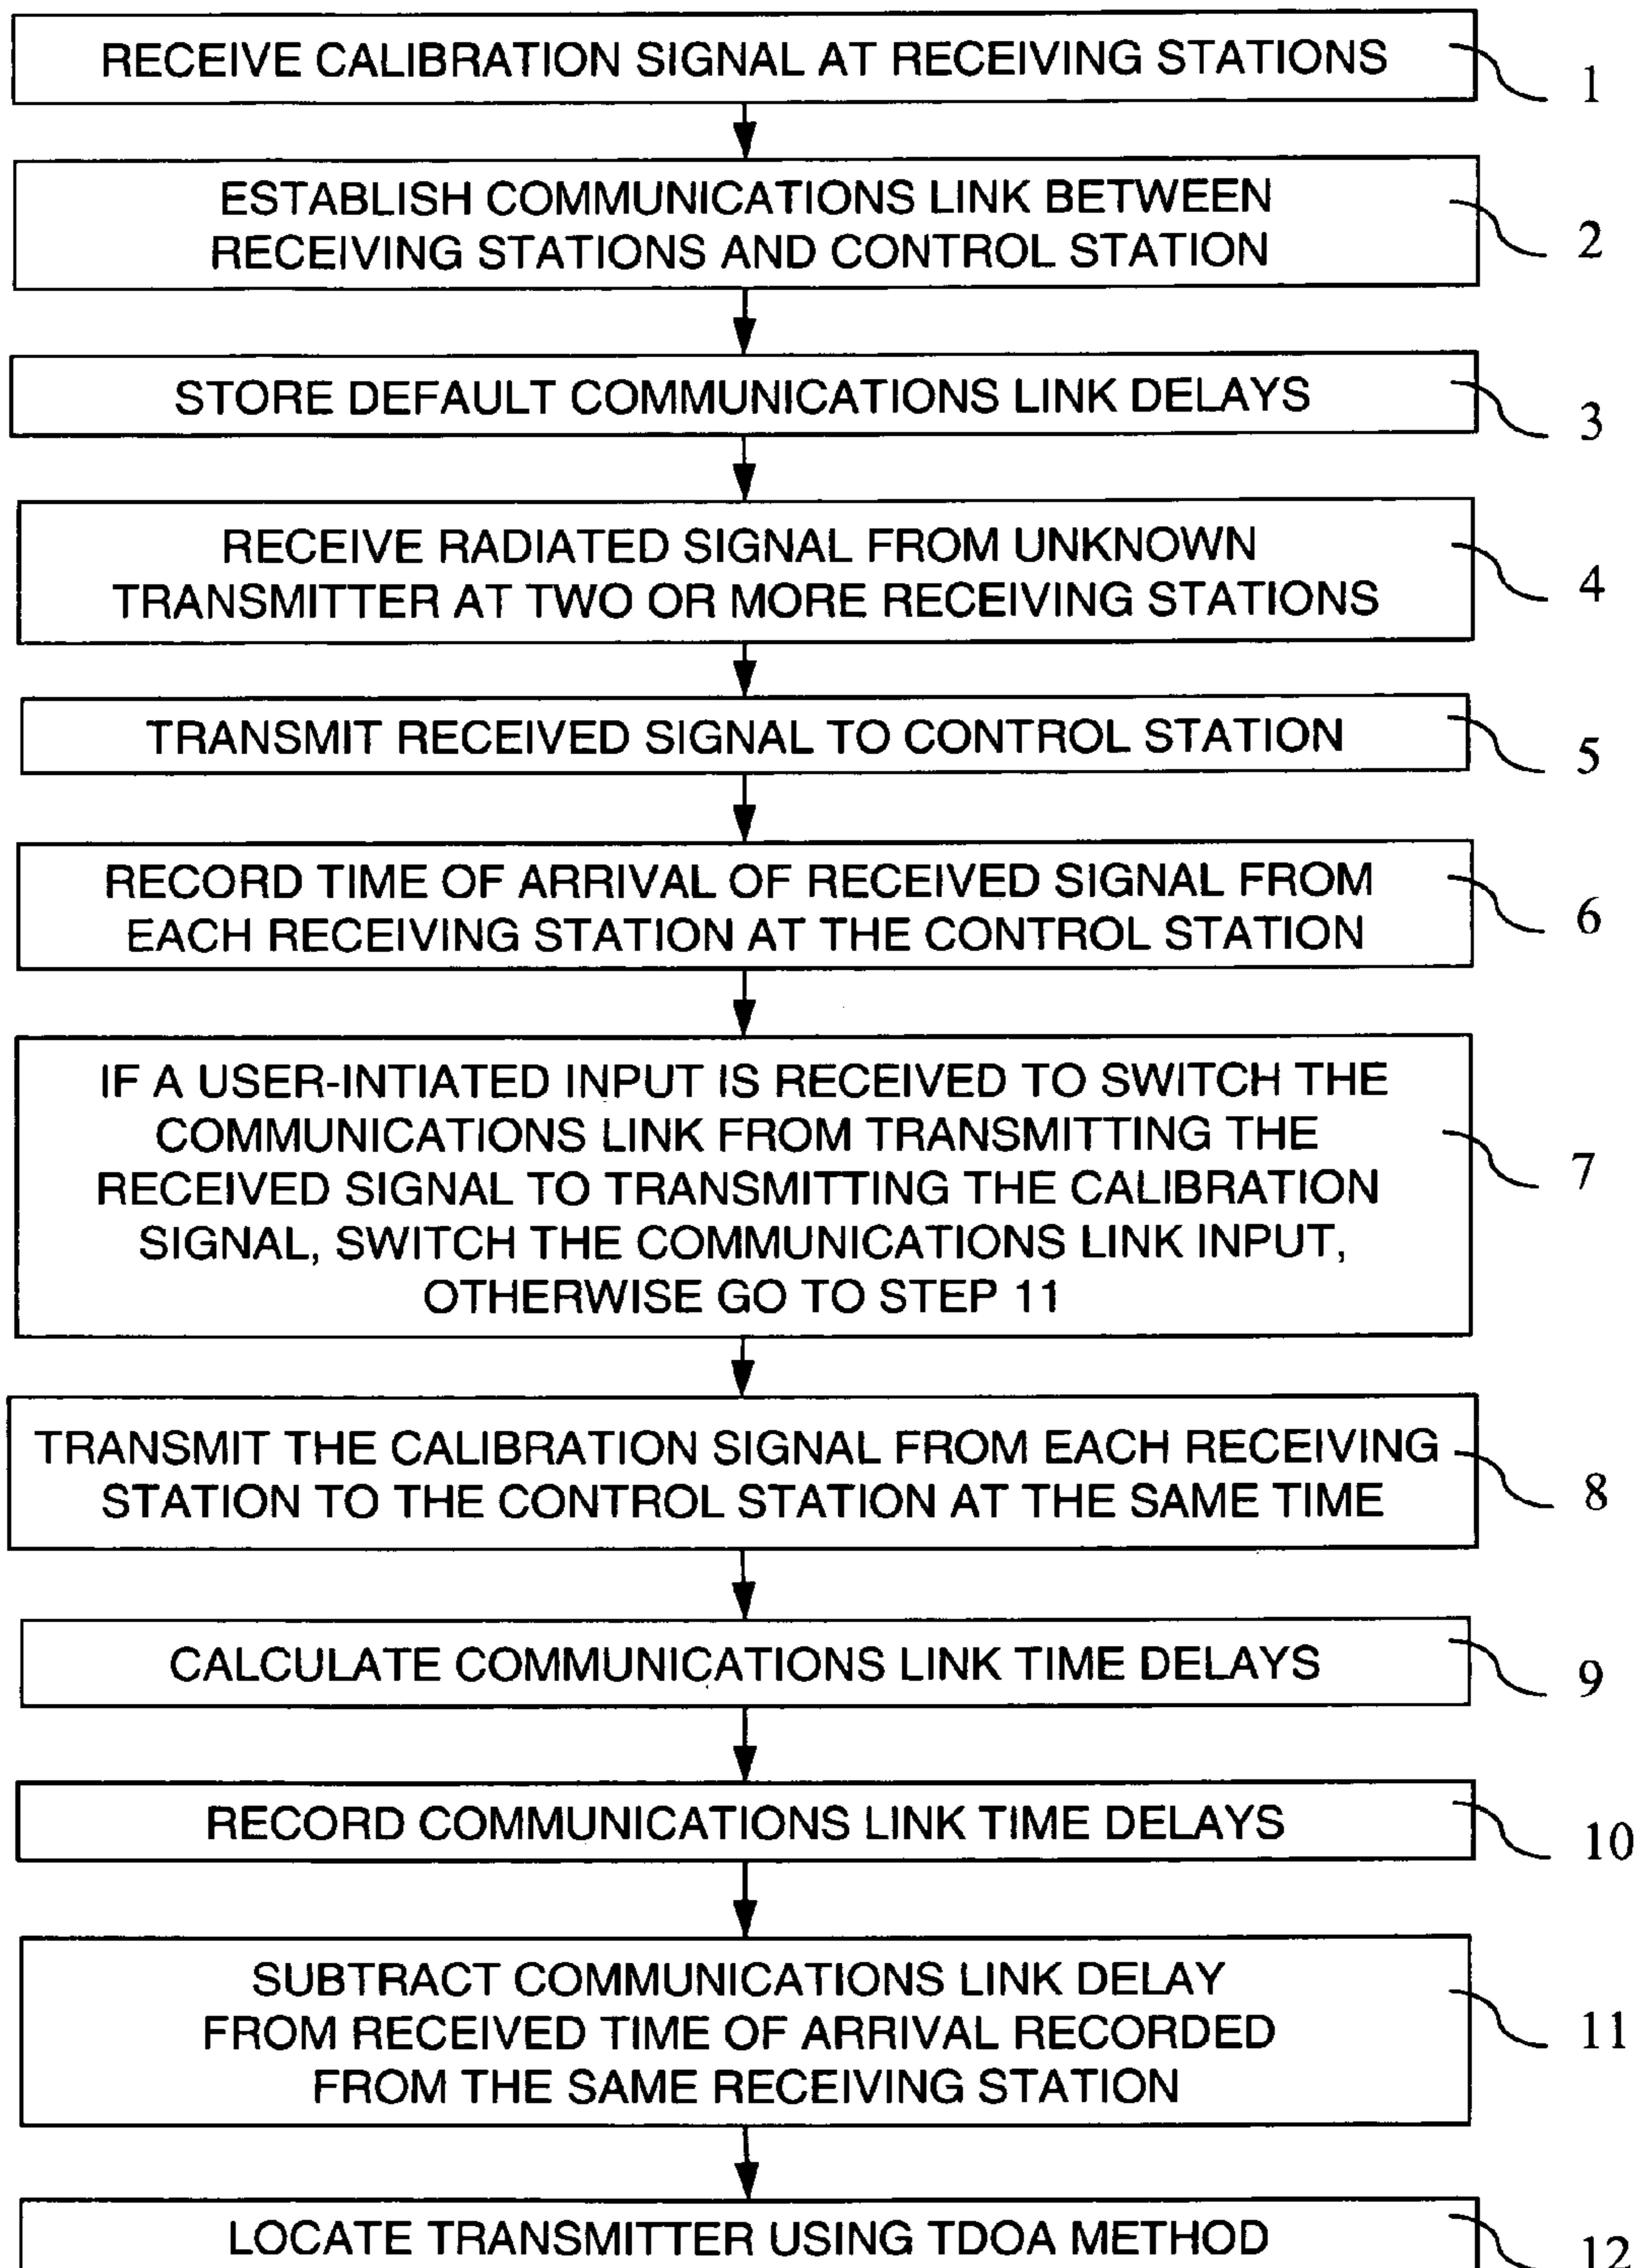 RECEIVE CALIBRATION SIGNAL AT RECEIVING STATIONS
1
ESTABLISH COMMUNICATIONS LINK BETWEEN
RECEIVING STATIONS AND CONTROL STATION
2
STORE DEFAULT COMMUNICATIONS LINK DELAYS
3
RECEIVE RADIATED SIGNAL FROM UNKNOWN
TRANSMITTER AT TWO OR MORE RECEIVING STATIONS
4
TRANSMIT RECEIVED SIGNAL TO CONTROL STATION
5
RECORD TIME OF ARRIVAL OF RECEIVED SIGNAL FROM
EACH RECEIVING STATION AT THE CONTROL STATION
6
IF A USER-INTIATED INPUT IS RECEIVED TO SWITCH THE
COMMUNICATIONS LINK FROM TRANSMITTING THE
RECEIVED SIGNAL TO TRANSMITTING THE CALIBRATION
SIGNAL, SWITCH THE COMMUNICATIONS LINK INPUT,
OTHERWISE GO TO STEP 11
7
TRANSMIT THE CALIBRATION SIGNAL FROM EACH RECEIVING
STATION TO THE CONTROL STATION AT THE SAME TIME
8
CALCULATE COMMUNICATIONS LINK TIME DELAYS
9
RECORD COMMUNICATIONS LINK TIME DELAYS
10
SUBTRACT COMMUNICATIONS LINK DELAY
FROM RECEIVED TIME OF ARRIVAL RECORDED
FROM THE SAME RECEIVING STATION
11
LOCATE TRANSMITTER USING TDOA METHOD
12